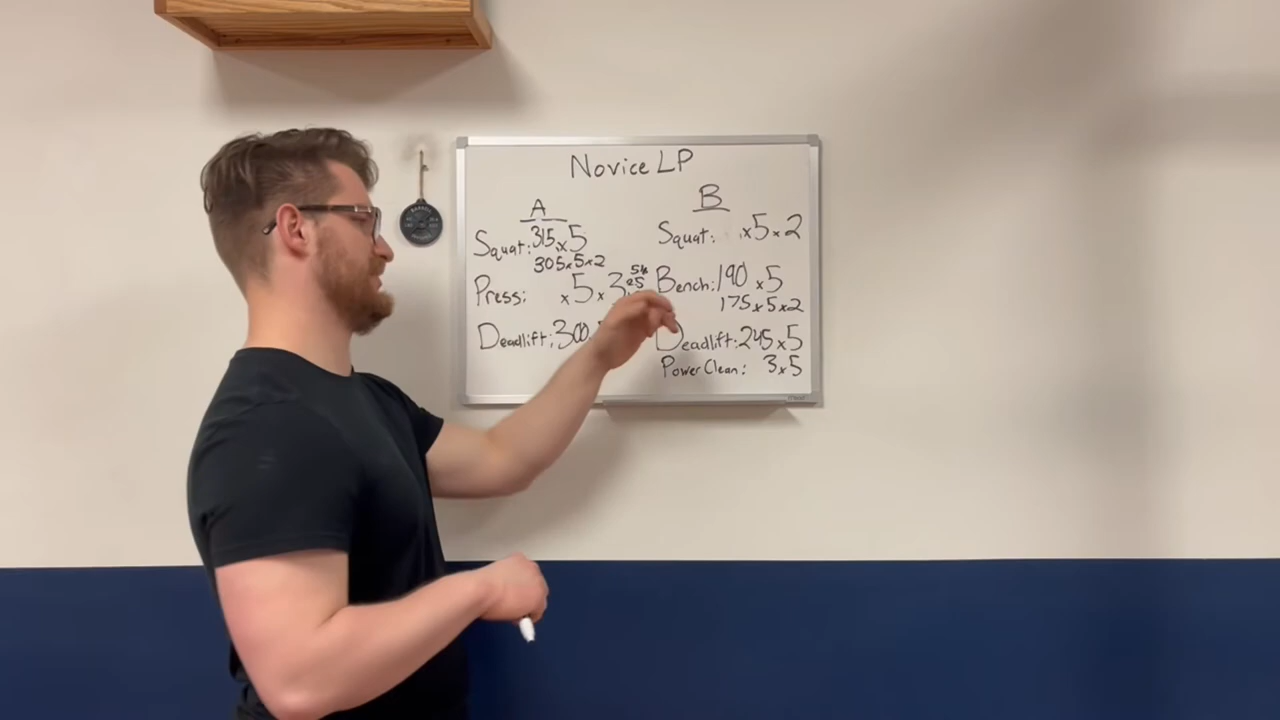 Novice LP
A
Squat: 315 x 5
305 x 5 x 2
Press: x 5 x 3
Deadlift: 300
B
Squat: x 5 x 2
Bench: 190 x 5
175 x 5 x 2
Deadlift: 245 x 5
Power Clean: 3 x 5